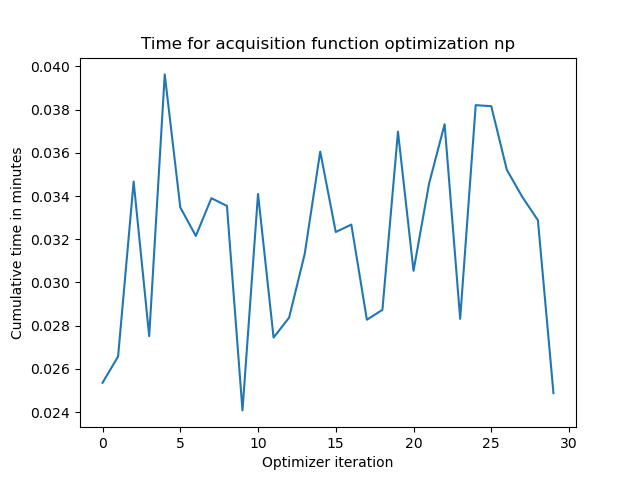 Time for acquisition function optimization np
Cumulative time in minutes
0.040
0.038
0.036
0.034
0.032
0.030
0.028
0.026
0.024
0 5 10 15 20 25 30
Optimizer iteration